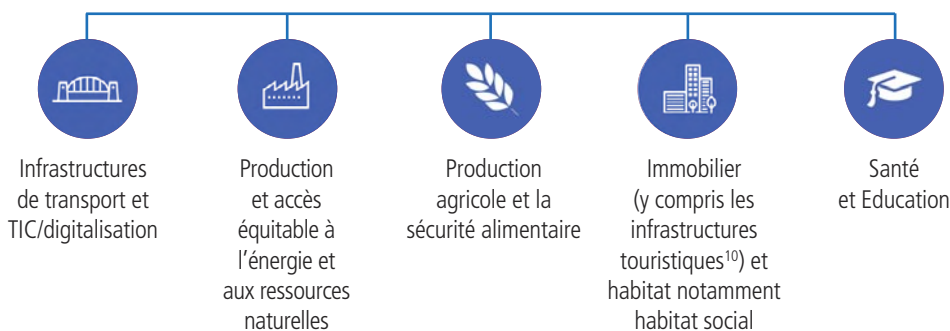 Infrastructures
de transport et
TIC/digitalisation
Production
et accès
équitable à
l'énergie et
aux ressources
naturelles
Production
agricole et la
sécurité alimentaire
Immobilier
(y compris les
infrastructures
touristiques¹⁰) et
habitat notamment
habitat social
Santé
et Education